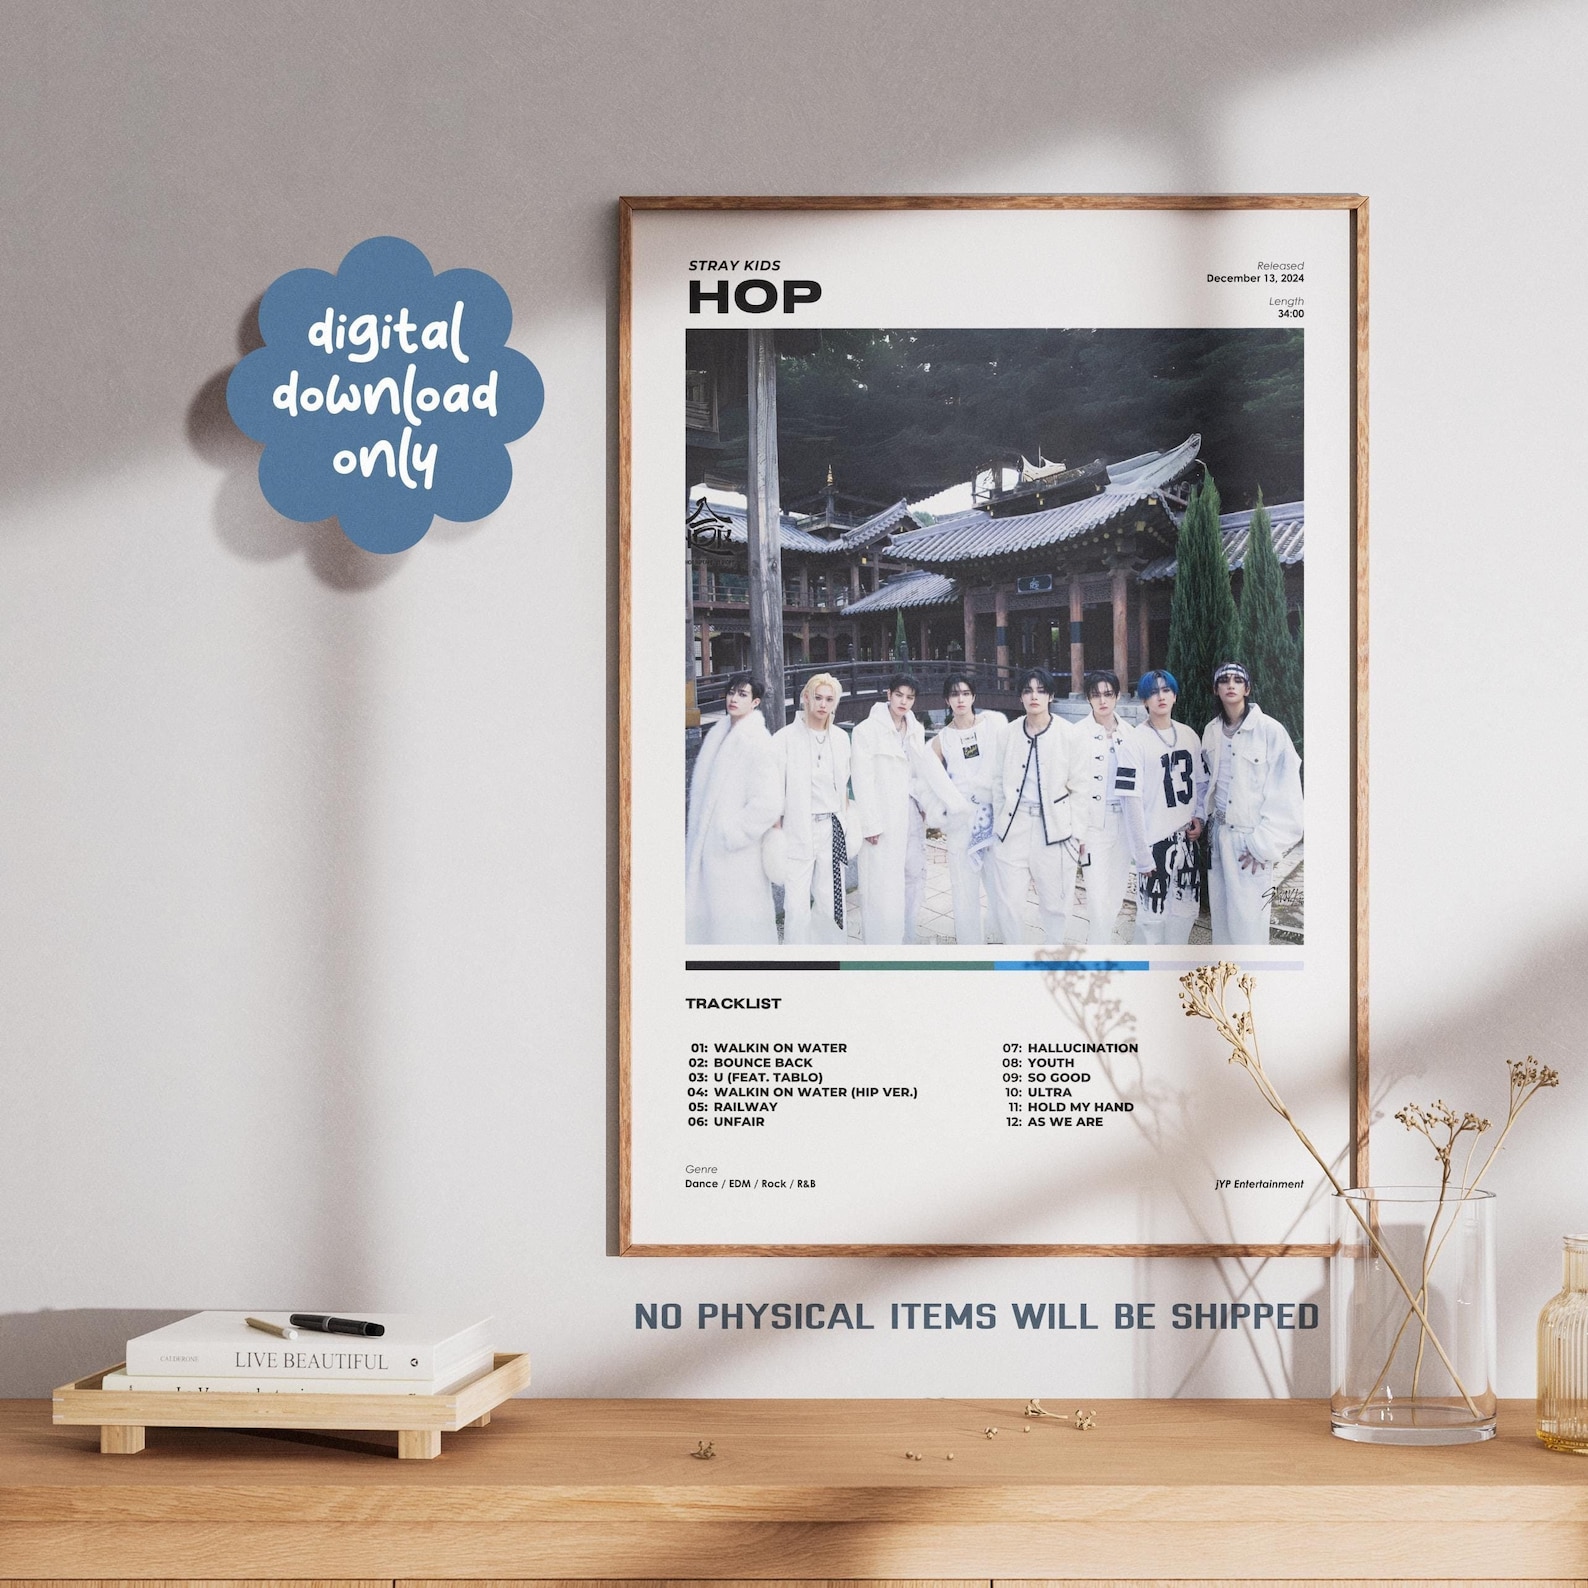 digital
download
only
STRAY KIDS
HOP
Released
December 13, 2024
Length
34:00
13
TRACKLIST
01: WALKIN ON WATER
02: BOUNCE BACK
03: U (FEAT. TABLO)
04: WALKIN ON WATER (HIP VER.)
05: RAILWAY
06: UNFAIR
07: HALLUCINATION
08: YOUTH
09: SO GOOD
10: ULTRA
11: HOLD MY HAND
12: AS WE ARE
Genre
Dance / EDM / Rock / R&B
jYP Entertainment
NO PHYSICAL ITEMS WILL BE SHIPPED
CALDERONE
LIVE BEAUTIFUL